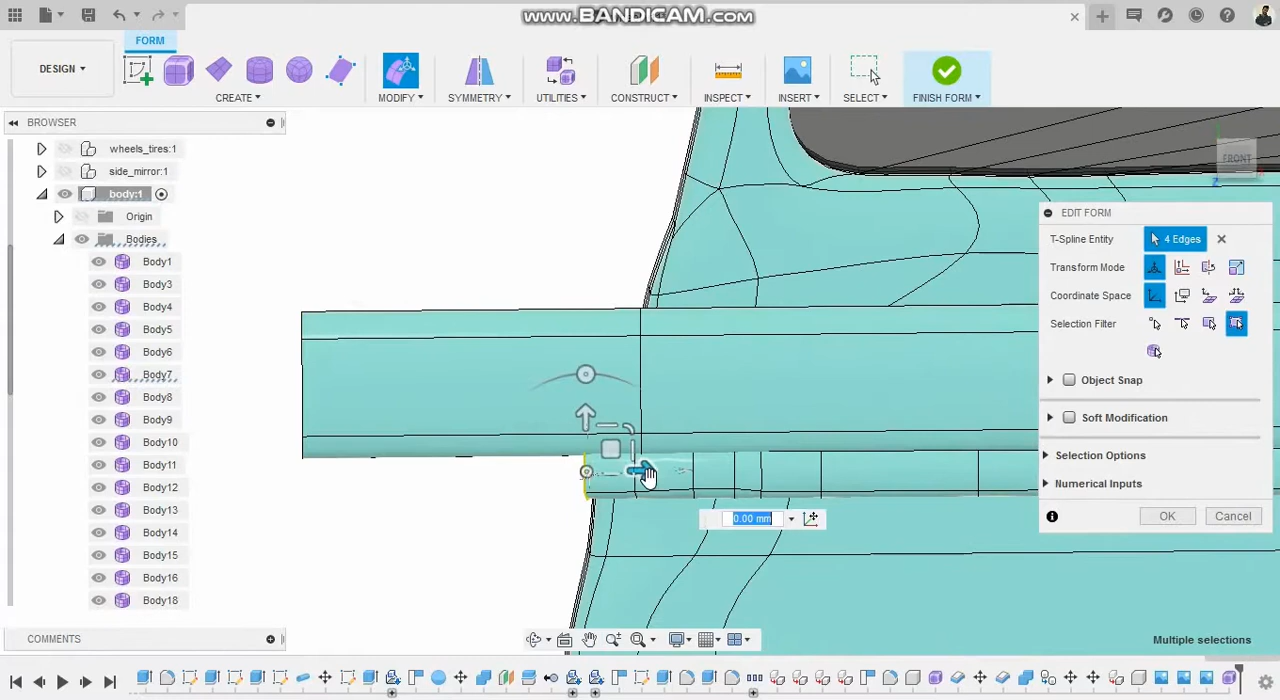 www.BANDICAM.com
FORM
DESIGN
CREATE
MODIFY
SYMMETRY
UTILITIES
CONSTRUCT
INSPECT
INSERT
SELECT
FINISH FORM
BROWSER
wheels_tires:1
side_mirror:1
body:1
Origin
Bodies
Body1
Body3
Body4
Body5
Body6
Body7
Body8
Body9
Body10
Body11
Body12
Body13
Body14
Body15
Body16
Body18
FRONT
EDIT FORM
T-Spline Entity 4 Edges
Transform Mode
Coordinate Space
Selection Filter
Object Snap
Soft Modification
Selection Options
Numerical Inputs
OK Cancel
0.00 mm
COMMENTS
Multiple selections